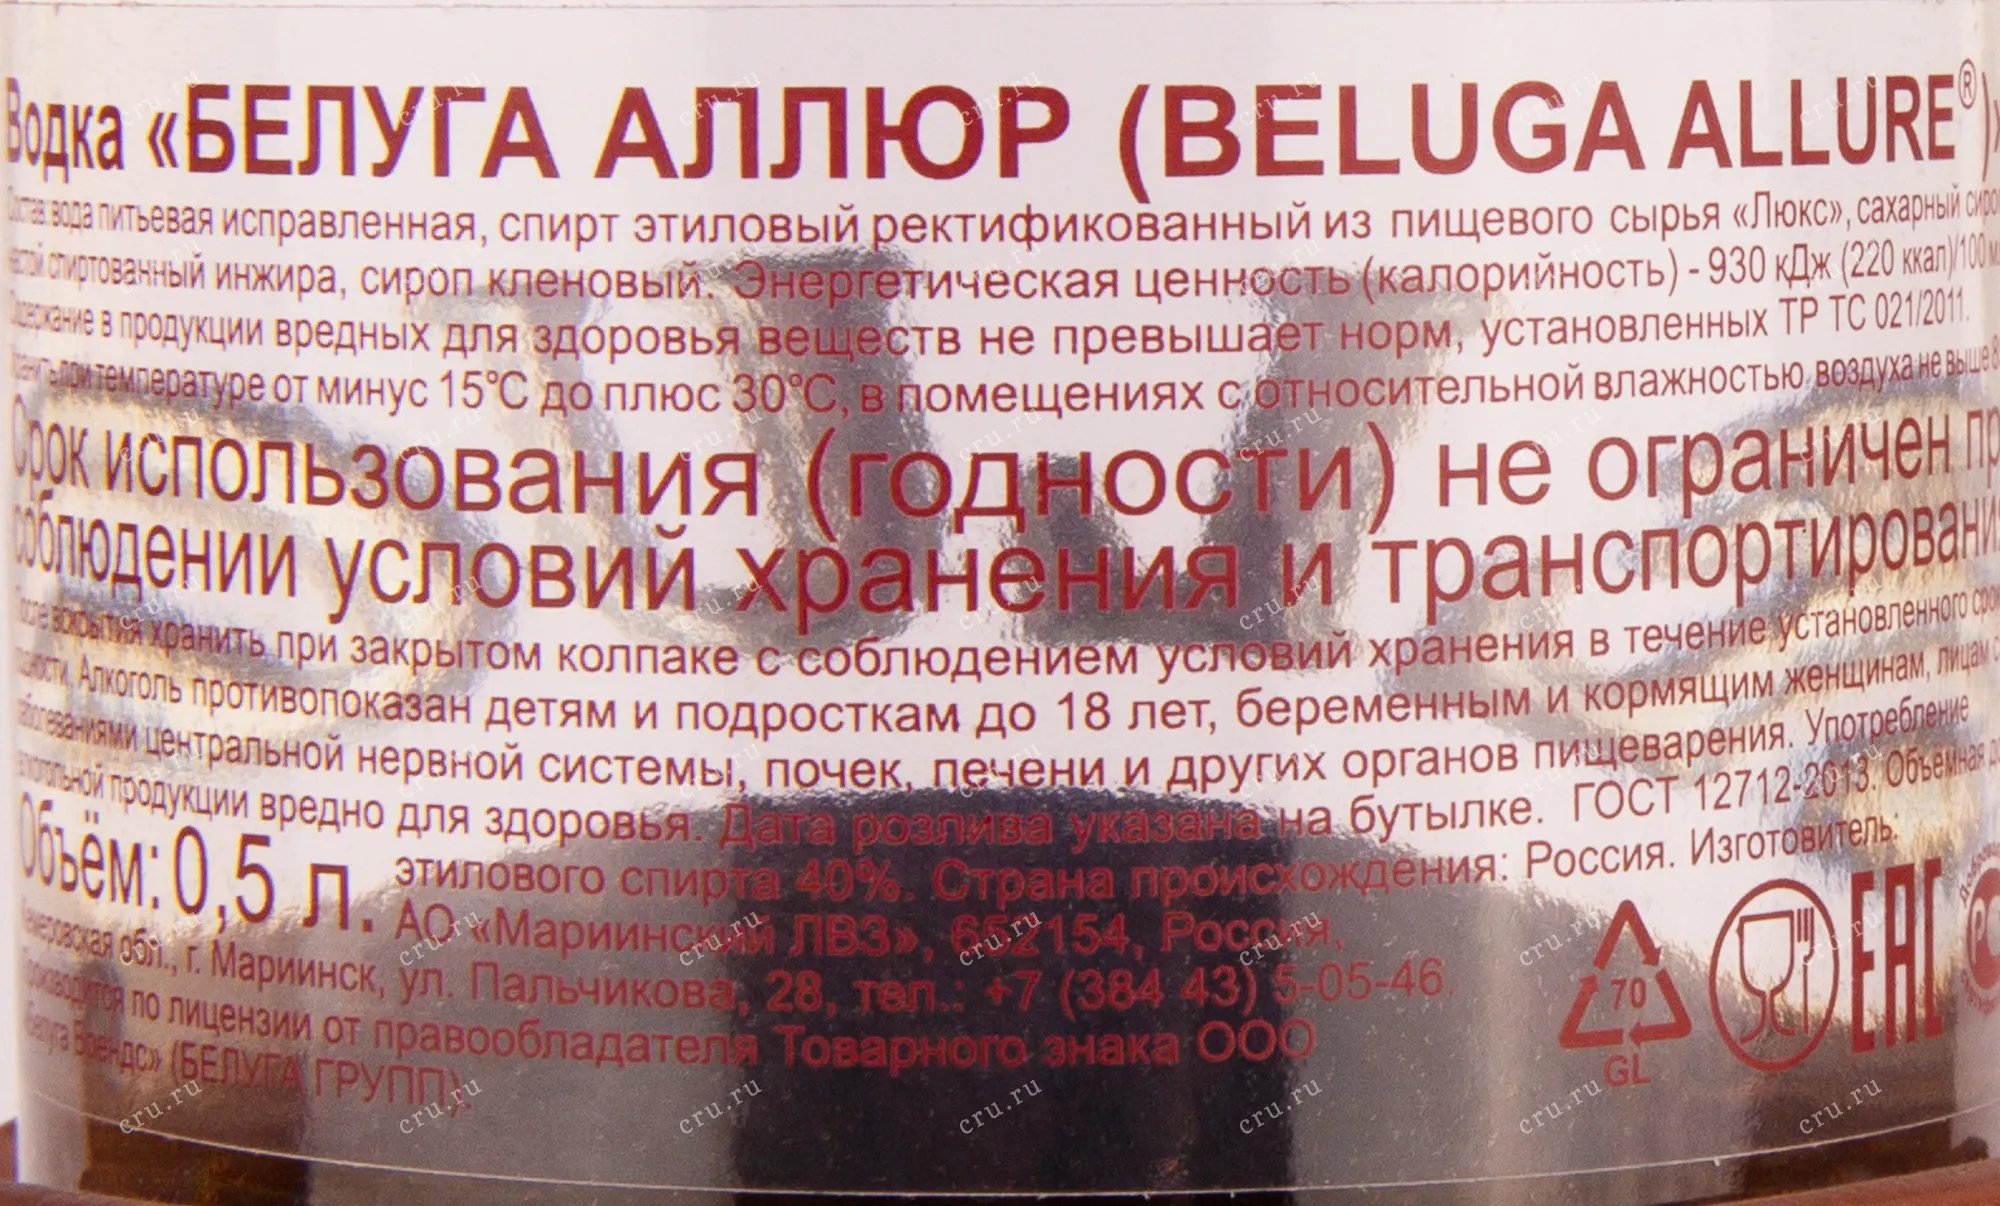 Водка «БЕЛУГА АЛЛЮР (BELUGA ALLURE®)»
Состав: вода питьевая исправленная, спирт этиловый ректификованный из пищевого сырья «Люкс», сахарный сироп
настой спиртованный инжира, сироп кленовый. Энергетическая ценность (калорийность) - 930 кДж (220 ккал)/100 мл
Содержание в продукции вредных для здоровья веществ не превышает норм, установленных ТР ТС 021/2011.
Хранить при температуре от минус 15°С до плюс 30°С, в помещениях с относительной влажностью воздуха не выше
Срок использования (годности) не ограничен при
соблюдении условий хранения и транспортирования
После вскрытия хранить при закрытом колпаке с соблюдением условий хранения в течение установленного срока
годности. Алкоголь противопоказан детям и подросткам до 18 лет, беременным и кормящим женщинам, лицам с
заболеваниями центральной нервной системы, почек, печени и других органов пищеварения. Употребление
алкогольной продукции вредно для здоровья. Дата розлива указана на бутылке. ГОСТ 12712-2013. Объемная
Объём: 0,5 л. этилового спирта 40%. Страна происхождения: Россия. Изготовитель:
АО «Мариинский ЛВЗ», 652154, Россия,
Кемеровская обл., г. Мариинск, ул. Пальчикова, 28, тел.: +7 (384 43) 5-05-46.
Производится по лицензии от правообладателя Товарного знака ООО
«Белуга Брендс» (БЕЛУГА ГРУПП).
70
GL
ЕАС
cru.ru